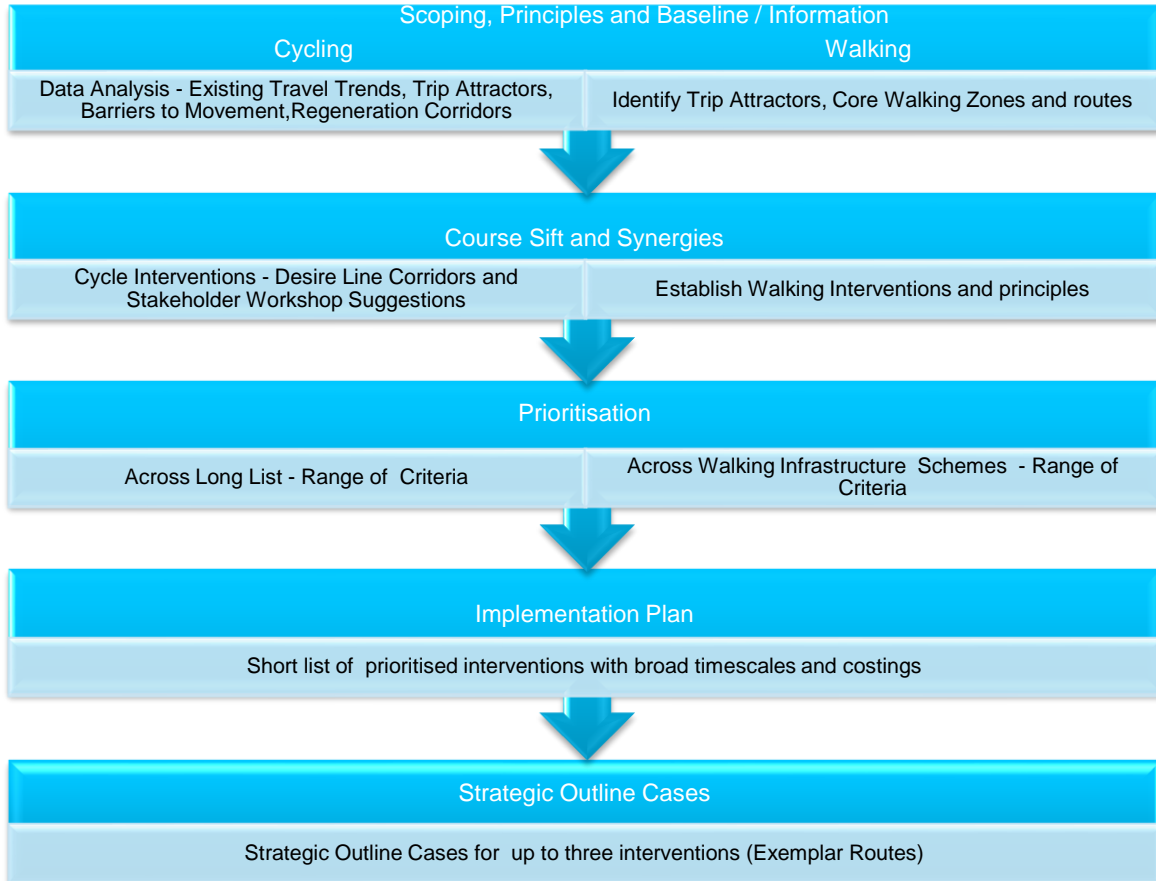 Scoping, Principles and Baseline / Information
Cycling
Walking
Data Analysis - Existing Travel Trends, Trip Attractors,
Barriers to Movement,Regeneration Corridors
Identify Trip Attractors, Core Walking Zones and routes
Course Sift and Synergies
Cycle Interventions - Desire Line Corridors and
Stakeholder Workshop Suggestions
Establish Walking Interventions and principles
Prioritisation
Across Long List - Range of Criteria
Across Walking Infrastructure Schemes - Range of
Criteria
Implementation Plan
Short list of prioritised interventions with broad timescales and costings
Strategic Outline Cases
Strategic Outline Cases for up to three interventions (Exemplar Routes)